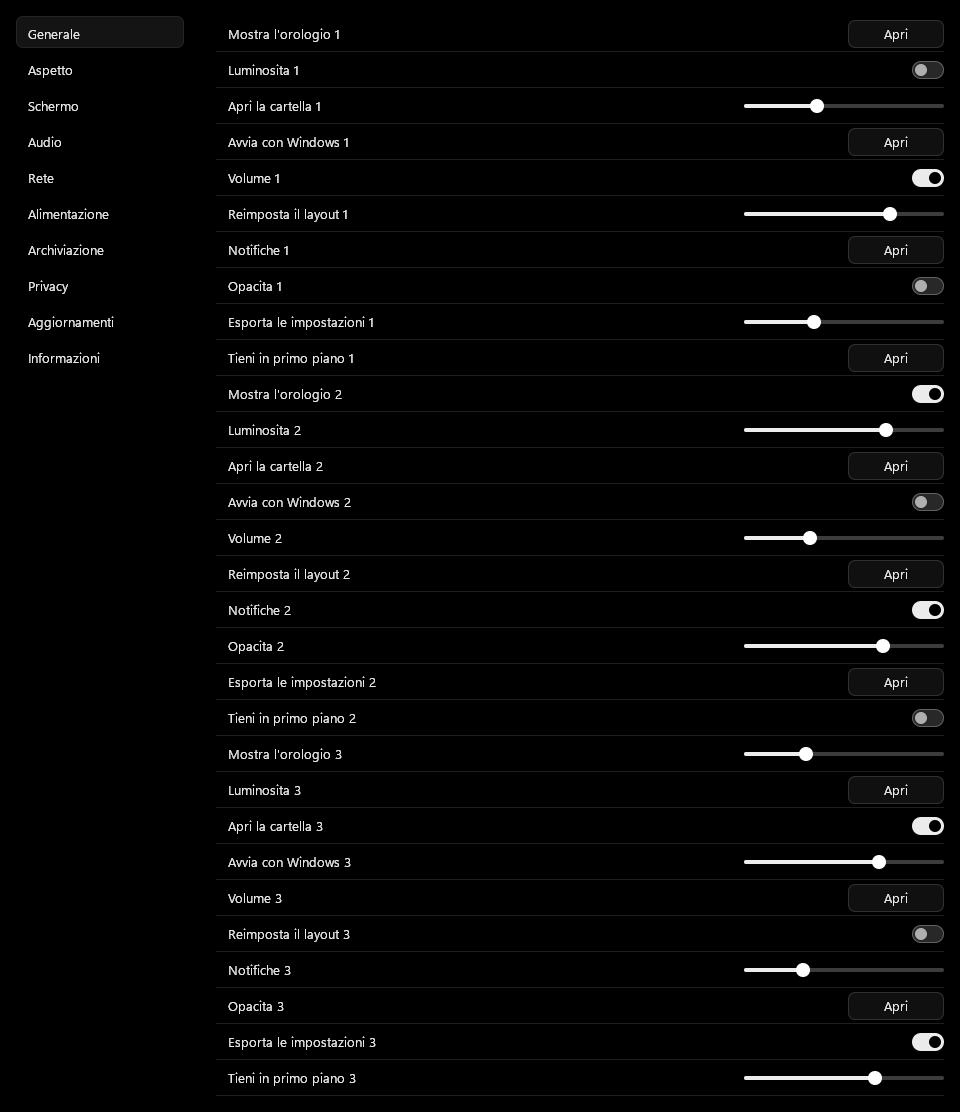 Generale
Aspetto
Schermo
Audio
Rete
Alimentazione
Archiviazione
Privacy
Aggiornamenti
Informazioni
Mostra l'orologio 1 Apri
Luminosita 1
Apri la cartella 1
Avvia con Windows 1 Apri
Volume 1
Reimposta il layout 1
Notifiche 1 Apri
Opacita 1
Esporta le impostazioni 1
Tieni in primo piano 1 Apri
Mostra l'orologio 2
Luminosita 2
Apri la cartella 2 Apri
Avvia con Windows 2
Volume 2
Reimposta il layout 2 Apri
Notifiche 2
Opacita 2
Esporta le impostazioni 2 Apri
Tieni in primo piano 2
Mostra l'orologio 3
Luminosita 3 Apri
Apri la cartella 3
Avvia con Windows 3
Volume 3 Apri
Reimposta il layout 3
Notifiche 3
Opacita 3 Apri
Esporta le impostazioni 3
Tieni in primo piano 3